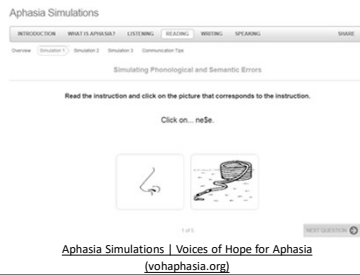 Aphasia Simulations
INTRODUCTION WHAT IS APHASIA? LISTENING READING WRITING SPEAKING SHARE
Overview Simulation 1 Simulation 2 Simulation 3 Communication Tips
Simulating Phonological and Semantic Errors
Read the instruction and click on the picture that corresponds to the instruction.
Click on... ne$e.
1 of 5 NEXT QUESTION
Aphasia Simulations | Voices of Hope for Aphasia
(vohaphasia.org)